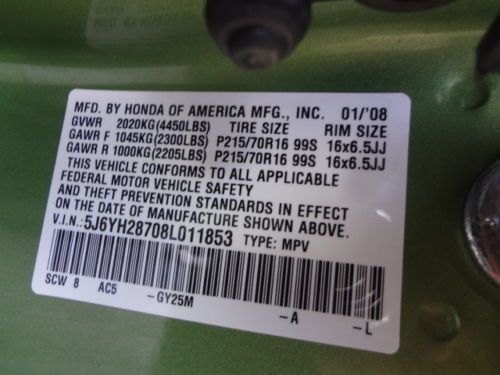 MFD. BY HONDA OF AMERICA MFG., INC. 01/'08
GVWR 2020KG(4450LBS) TIRE SIZE RIM SIZE
GAWR F 1045KG(2300LBS) P215/70R16 99S 16x6.5JJ
GAWR R 1000KG(2205LBS) P215/70R16 99S 16x6.5JJ
THIS VEHICLE CONFORMS TO ALL APPLICABLE
FEDERAL MOTOR VEHICLE SAFETY
AND THEFT PREVENTION STANDARDS IN EFFECT
ON THE DATE OF MANUFACTURE SHOWN ABOVE.
V.I.N.: 5J6YH28708L011853 TYPE: MPV
SCW 8 AC5 -GY25M -A -L